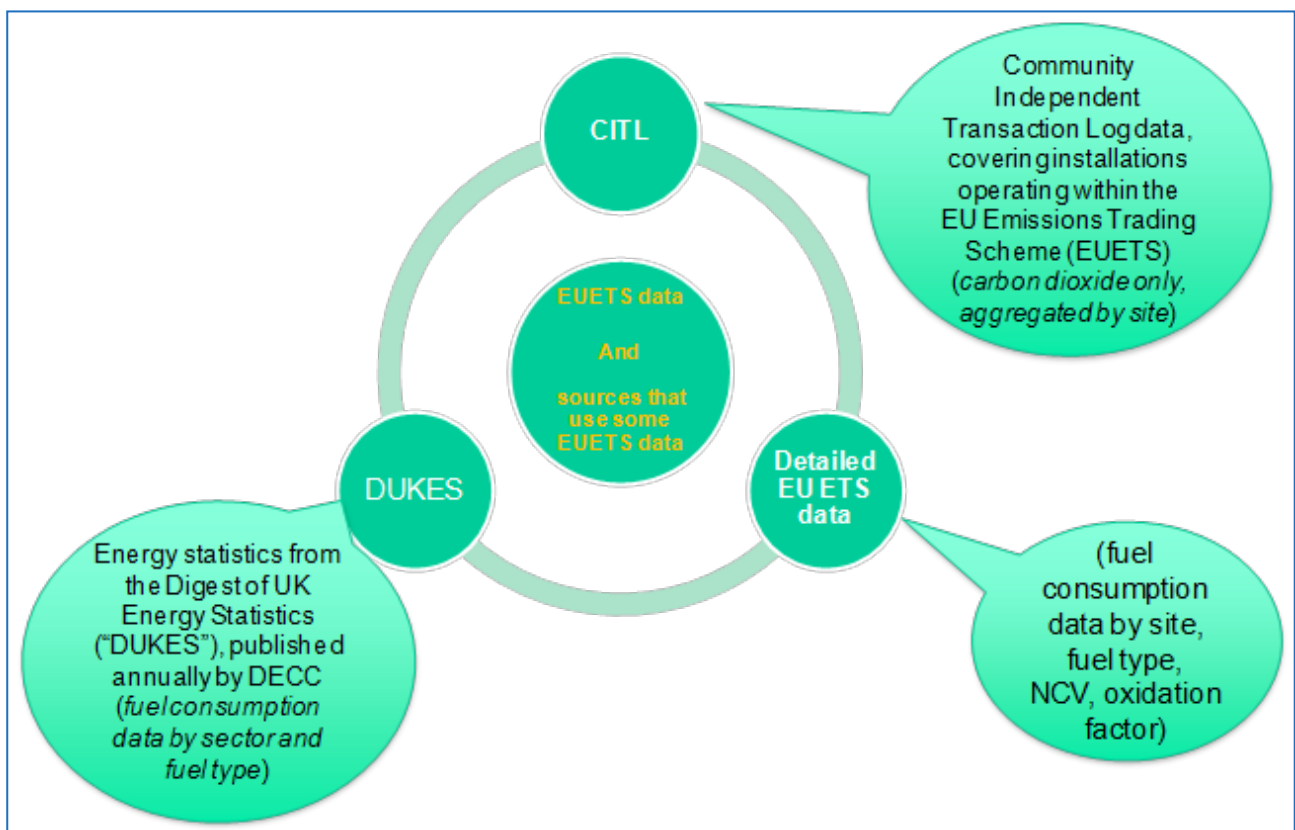 CITL
Community
Independent
Transaction Log data,
covering installations
operating within the
EU Emissions Trading
Scheme (EUETS)
(carbon dioxide only,
aggregated by site)
EUETS data
And
sources that
use some
EUETS data
DUKES
Detailed
EU ETS
data
Energy statistics from
the Digest of UK
Energy Statistics
(“DUKES”), published
annually by DECC
(fuel consumption
data by sector and
fuel type)
(fuel
consumption
data by site,
fuel type,
NCV, oxidation
factor)